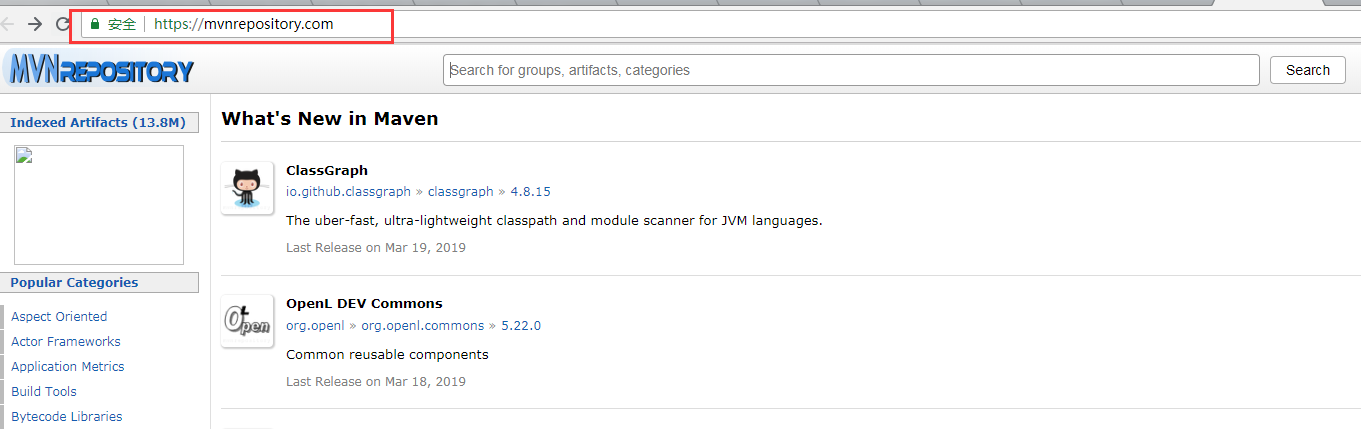 安全 https://mvnrepository.com
MVNREPOSITORY
Search for groups, artifacts, categories
Search
Indexed Artifacts (13.8M)
Popular Categories
Aspect Oriented
Actor Frameworks
Application Metrics
Build Tools
Bytecode Libraries
What's New in Maven
ClassGraph
io.github.classgraph » classgraph » 4.8.15
The uber-fast, ultra-lightweight classpath and module scanner for JVM languages.
Last Release on Mar 19, 2019
OpenL DEV Commons
org.openl » org.openl.commons » 5.22.0
Common reusable components
Last Release on Mar 18, 2019
OpenL